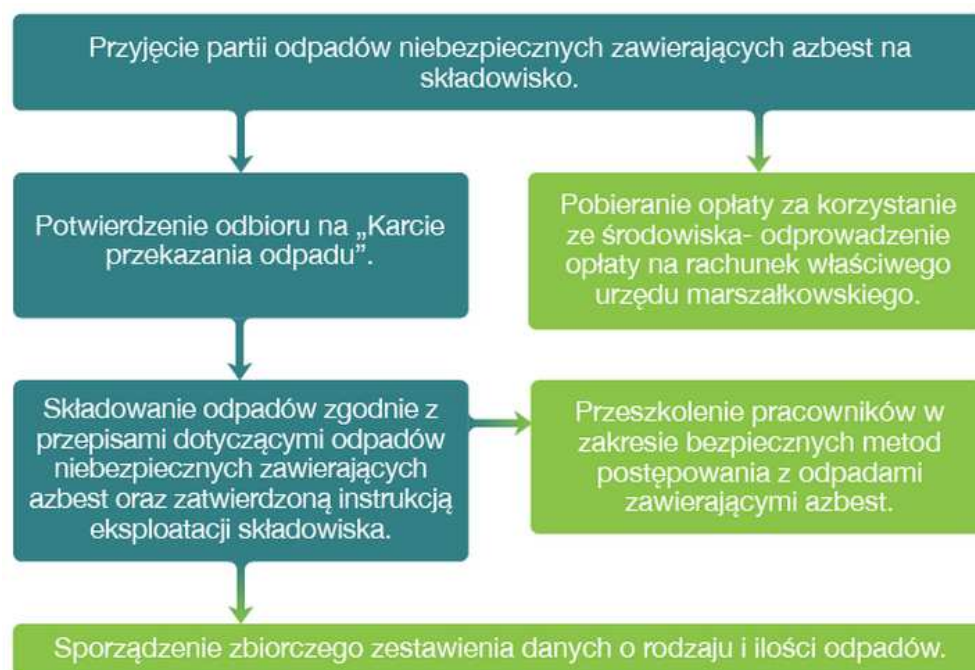 Przyjęcie partii odpadów niebezpiecznych zawierających azbest na
składowisko.
Potwierdzenie odbioru na „Karcie
przekazania odpadu”.
Pobieranie opłaty za korzystanie
ze środowiska- odprowadzenie
opłaty na rachunek właściwego
urzędu marszałkowskiego.
Składowanie odpadów zgodnie z
przepisami dotyczącymi odpadów
niebezpiecznych zawierających
azbest oraz zatwierdzoną instrukcją
eksploatacji składowiska.
Przeszkolenie pracowników w
zakresie bezpiecznych metod
postępowania z odpadami
zawierającymi azbest.
Sporządzenie zbiorczego zestawienia danych o rodzaju i ilości odpadów.